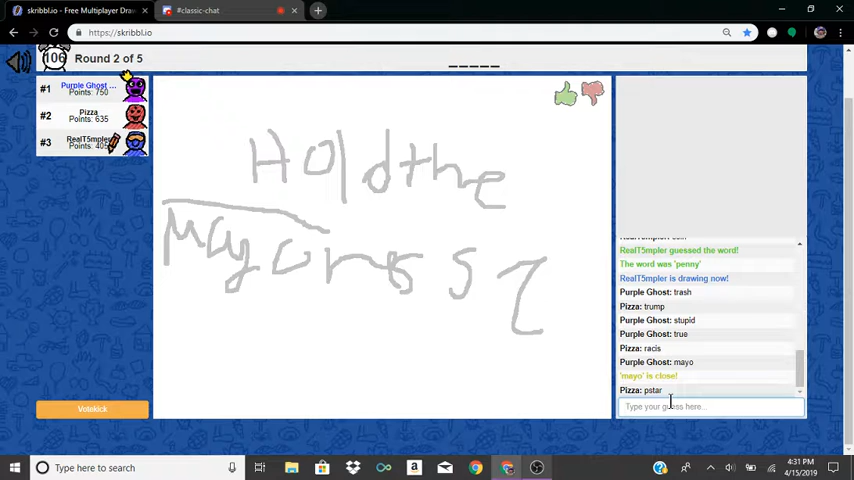 skribbl.io - Free Multiplayer Draw
#classic-chat
https://skribbl.io
106
Round 2 of 5
_____
#1
Purple Ghost ...
Points: 750
#2
Pizza
Points: 635
#3
RealT5mpler
Points: 405
Hold the
RealT5mpler guessed the word!
The word was 'penny'
RealT5mpler is drawing now!
Purple Ghost: trash
Pizza: trump
Purple Ghost: stupid
Purple Ghost: true
Pizza: racis
Purple Ghost: mayo
'mayo' is close!
Pizza: pstar
Type your guess here...
Votekick
Type here to search
4:31 PM
4/15/2019